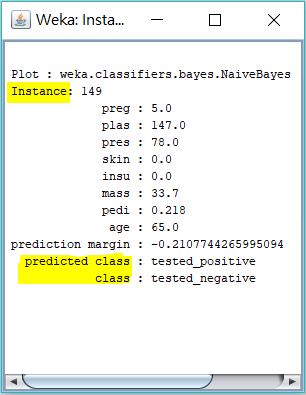 Weka: Insta...
Plot : weka.classifiers.bayes.NaiveBayes
Instance: 149
preg : 5.0
plas : 147.0
pres : 78.0
skin : 0.0
insu : 0.0
mass : 33.7
pedi : 0.218
age : 65.0
prediction margin : -0.2107744265995094
predicted class : tested_positive
class : tested_negative